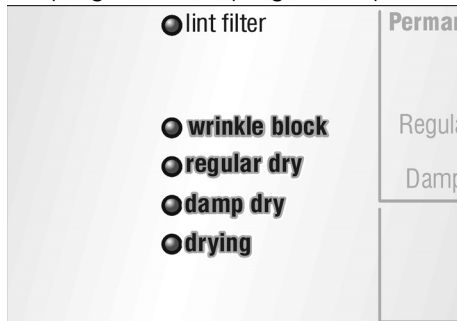 lint filter
wrinkle block
regular dry
damp dry
drying